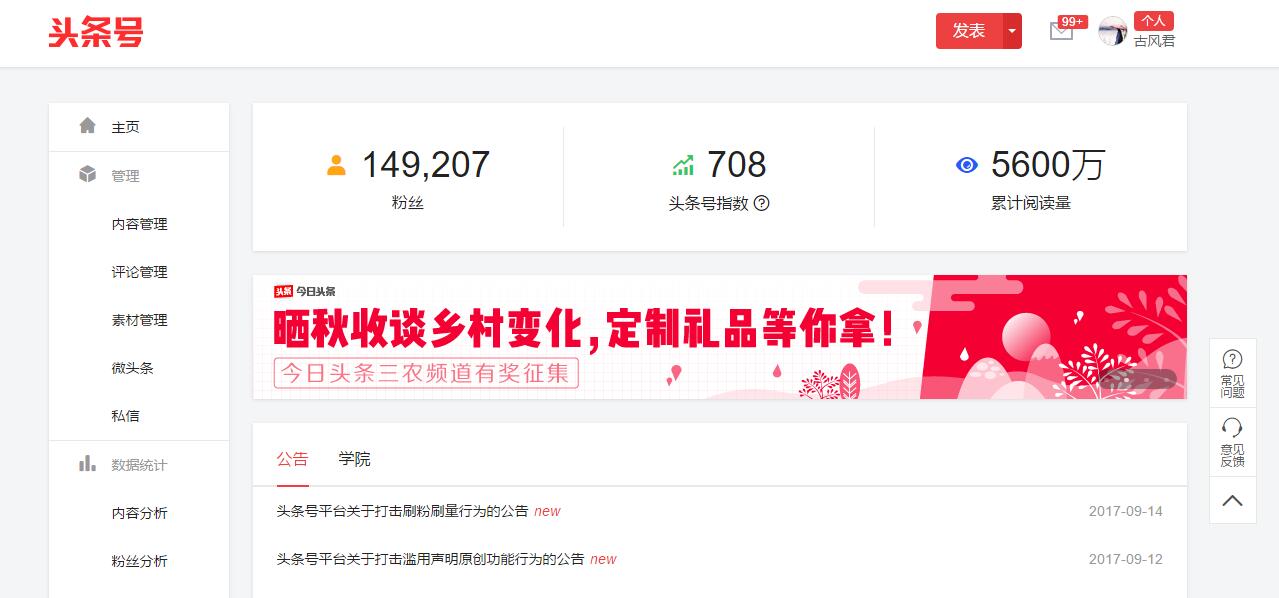 头条号
发表
99+
个人
古风君
主页
管理
内容管理
评论管理
素材管理
微头条
私信
数据统计
内容分析
粉丝分析
149,207
粉丝
708
头条号指数
5600万
累计阅读量
头条 今日头条
晒秋收谈乡村变化,定制礼品等你拿!
今日头条三农频道有奖征集
公告 学院
头条号平台关于打击刷粉刷量行为的公告 new 2017-09-14
头条号平台关于打击滥用声明原创功能行为的公告 new 2017-09-12
常见
问题
意见
反馈